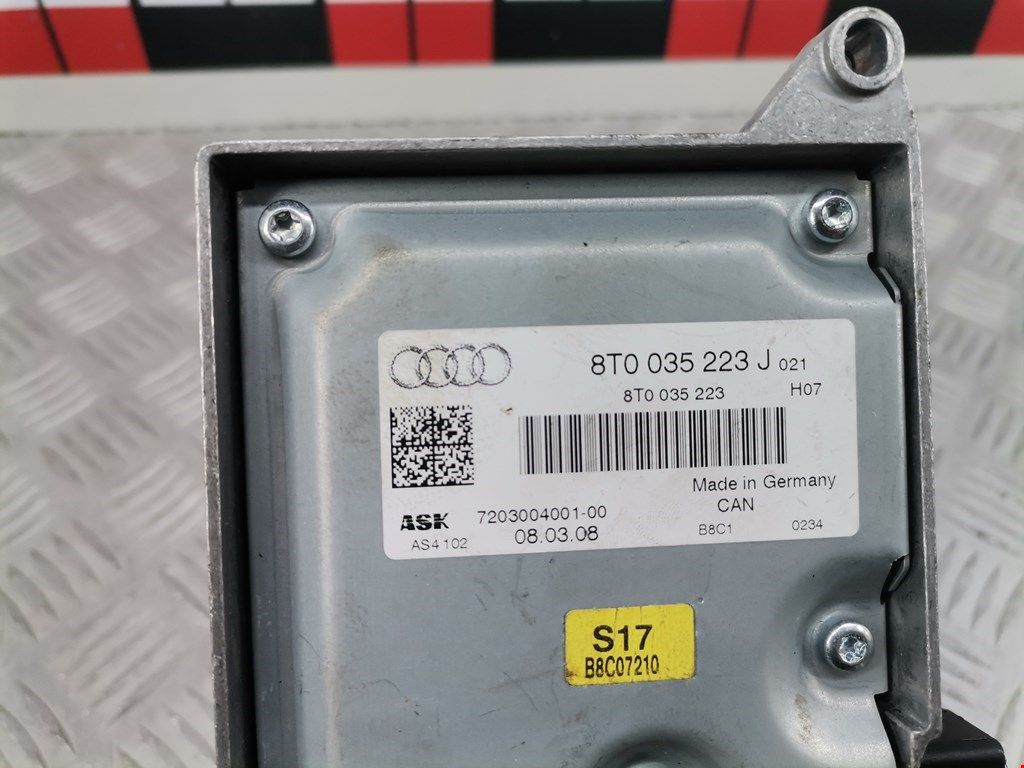 8T0 035 223 J 021
8T0 035 223 H07
Made in Germany
CAN
ASK 7203004001-00
AS4 102 08.03.08 B8C1 0234
S17
B8C07210